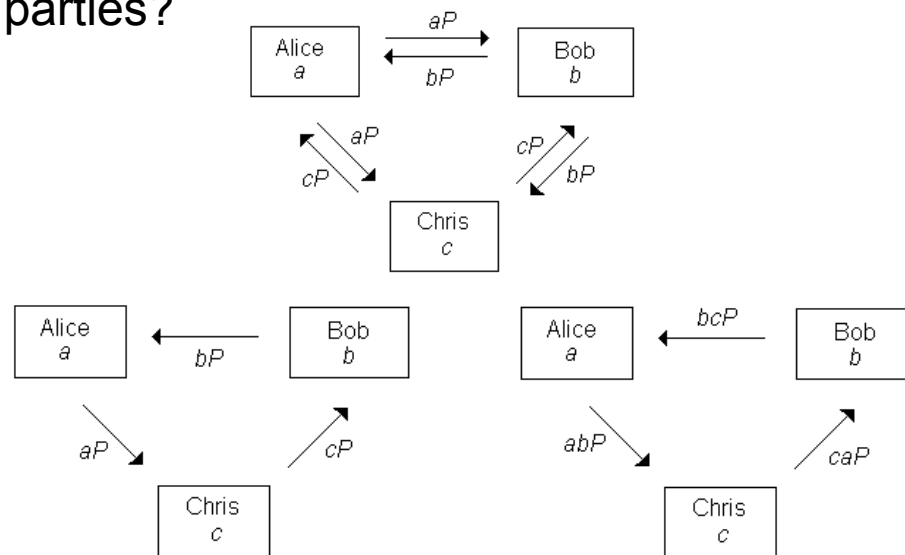 parties?
aP
Alice
a
Bob
b
bP
aP
cP
cP
bP
Chris
c
Alice
a
bP
Bob
b
aP
cP
Chris
c
Alice
a
bcP
Bob
b
abP
caP
Chris
c